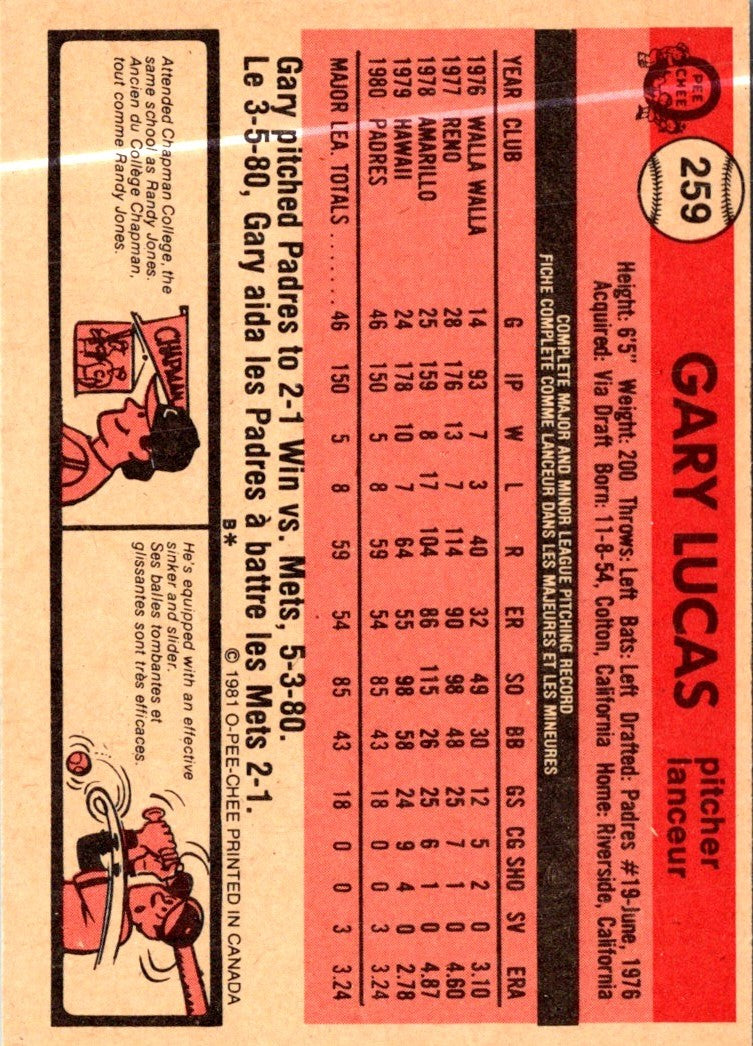 O PEE CHEE
259
GARY LUCAS
pitcher
lanceur
Height: 6'5" Weight: 200 Throws: Left Bats: Left Drafted: Padres #19-June, 1976
Acquired: Via Draft Born: 11-8-54, Colton, California Home: Riverside, California
COMPLETE MAJOR AND MINOR LEAGUE PITCHING RECORD
FICHE COMPLETE COMME LANCEUR DANS LES MAJEURES ET LES MINEURES
YEAR CLUB G IP W L R ER SO BB GS CG SHO SV ERA
1976 WALLA WALLA 14 93 7 3 40 32 49 30 12 5 2 0 3.10
1977 RENO 28 176 13 7 114 90 98 48 25 7 1 0 4.60
1978 AMARILLO 25 159 8 17 104 86 115 26 25 6 1 0 4.87
1979 HAWAII 24 178 10 7 64 55 98 58 24 9 4 0 2.78
1980 PADRES 46 150 5 8 59 54 85 43 18 0 0 3 3.24
MAJOR LEA. TOTALS ...... 46 150 5 8 59 54 85 43 18 0 0 3 3.24
Gary pitched Padres to 2-1 Win vs. Mets, 5-3-80.
Le 3-5-80, Gary aida les Padres à battre les Mets 2-1.
B* © 1981 O-PEE-CHEE PRINTED IN CANADA
Attended Chapman College, the
same school as Randy Jones.
Ancien du Collège Chapman,
tout comme Randy Jones.
CHAPMAN
He's equipped with an effective
sinker and slider.
Ses balles tombantes et
glissantes sont très efficaces.